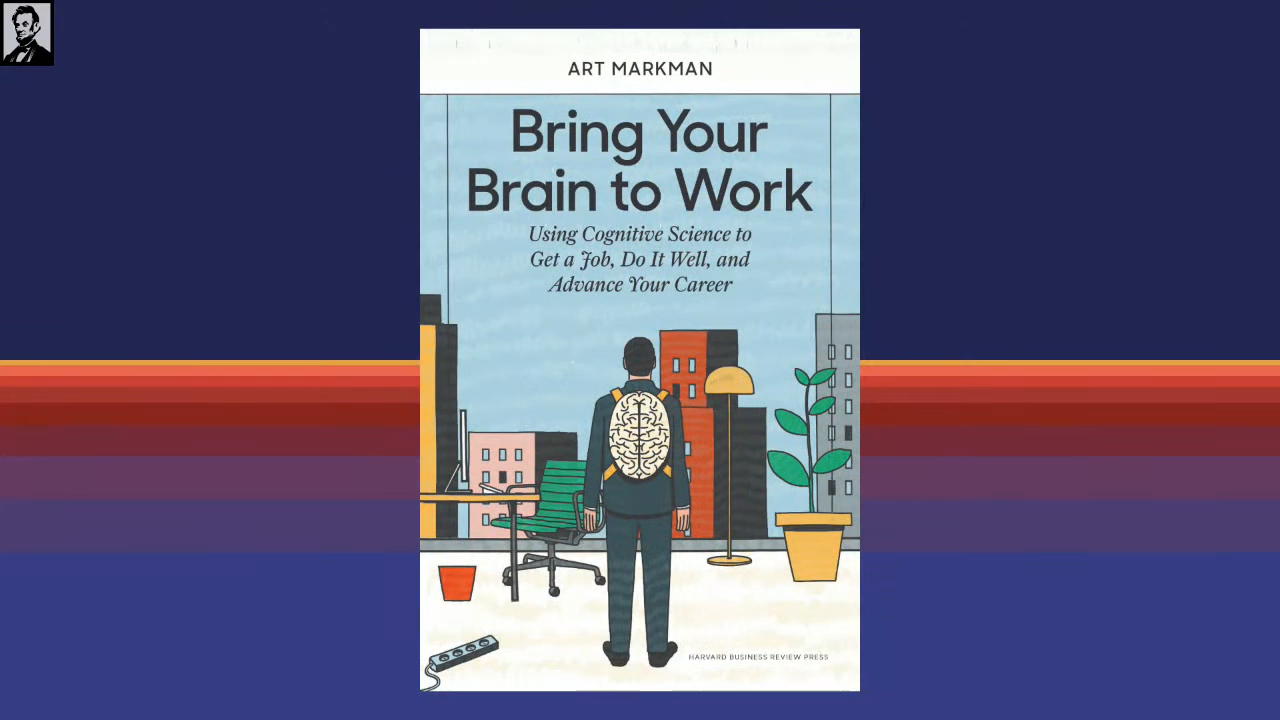 ART MARKMAN
Bring Your
Brain to Work
Using Cognitive Science to
Get a Job, Do It Well, and
Advance Your Career
HARVARD BUSINESS REVIEW PRESS